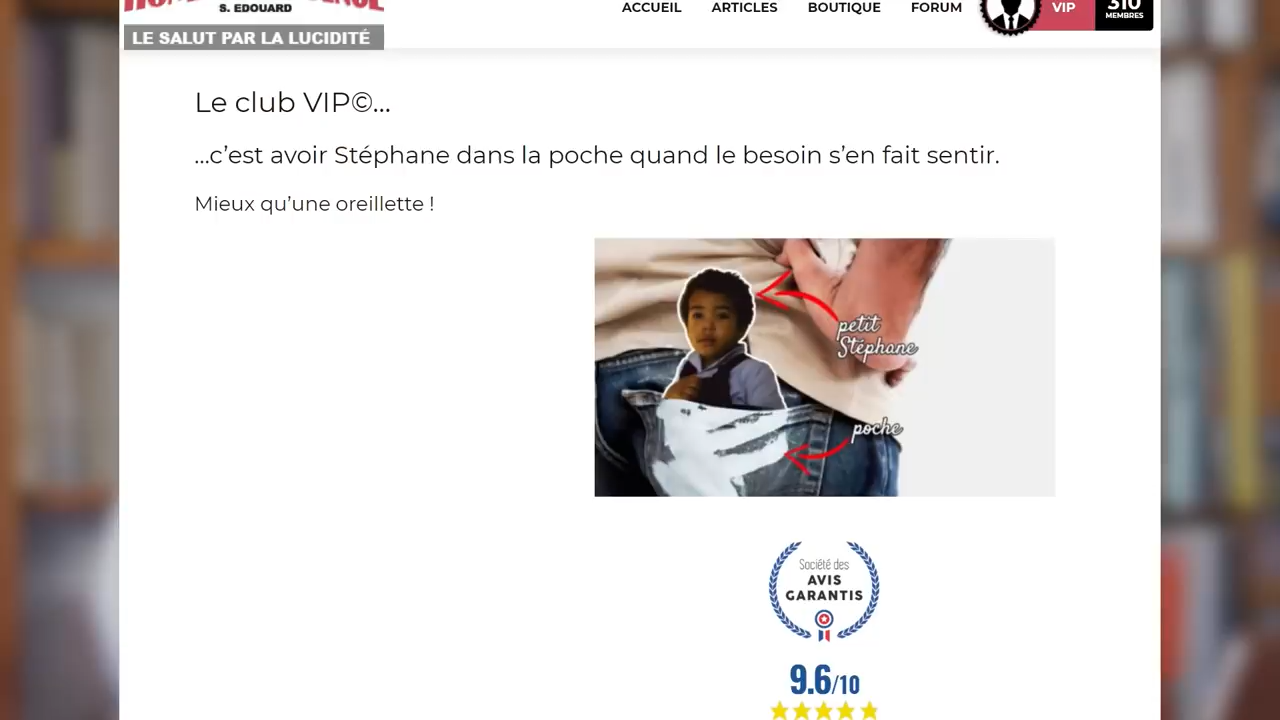 S. EDOUARD
LE SALUT PAR LA LUCIDITÉ
ACCUEIL
ARTICLES
BOUTIQUE
FORUM
VIP
310
MEMBRES
Le club VIP©...
...c’est avoir Stéphane dans la poche quand le besoin s’en fait sentir.
Mieux qu’une oreillette !
petit
Stéphane
poche
Société des
AVIS
GARANTIS
9.6/10